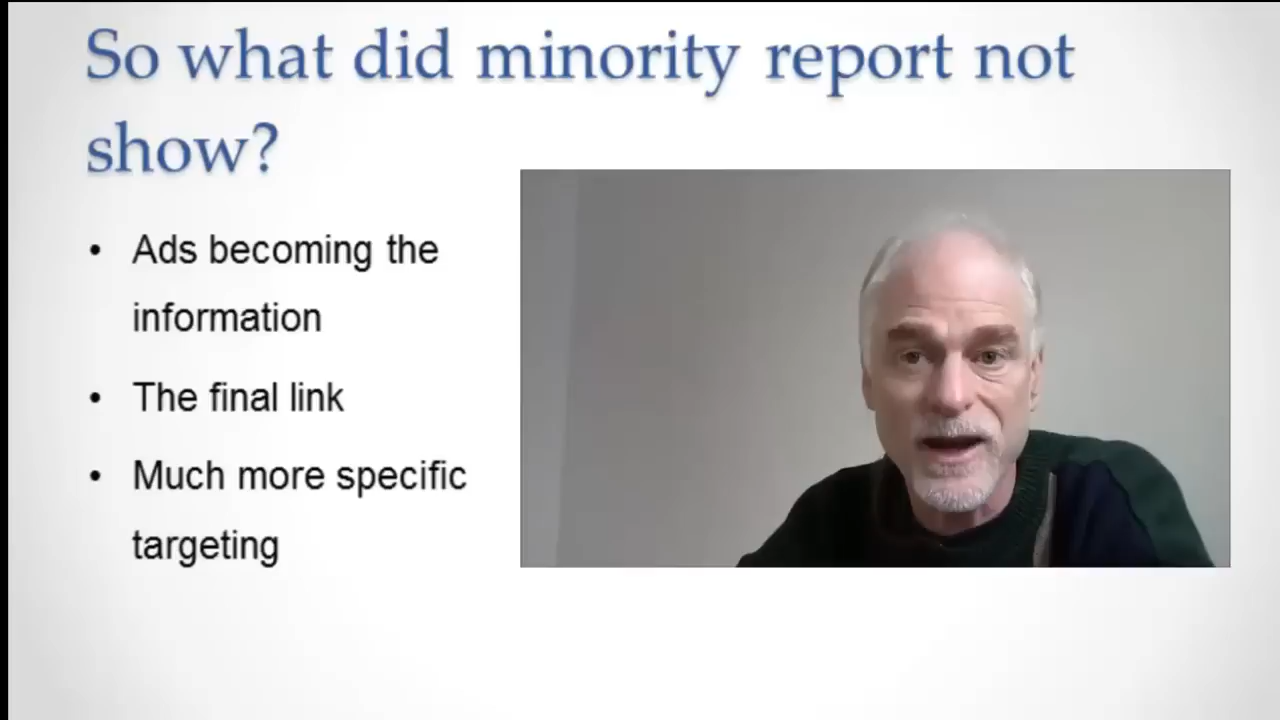 So what did minority report not
show?
• Ads becoming the
information
• The final link
• Much more specific
targeting